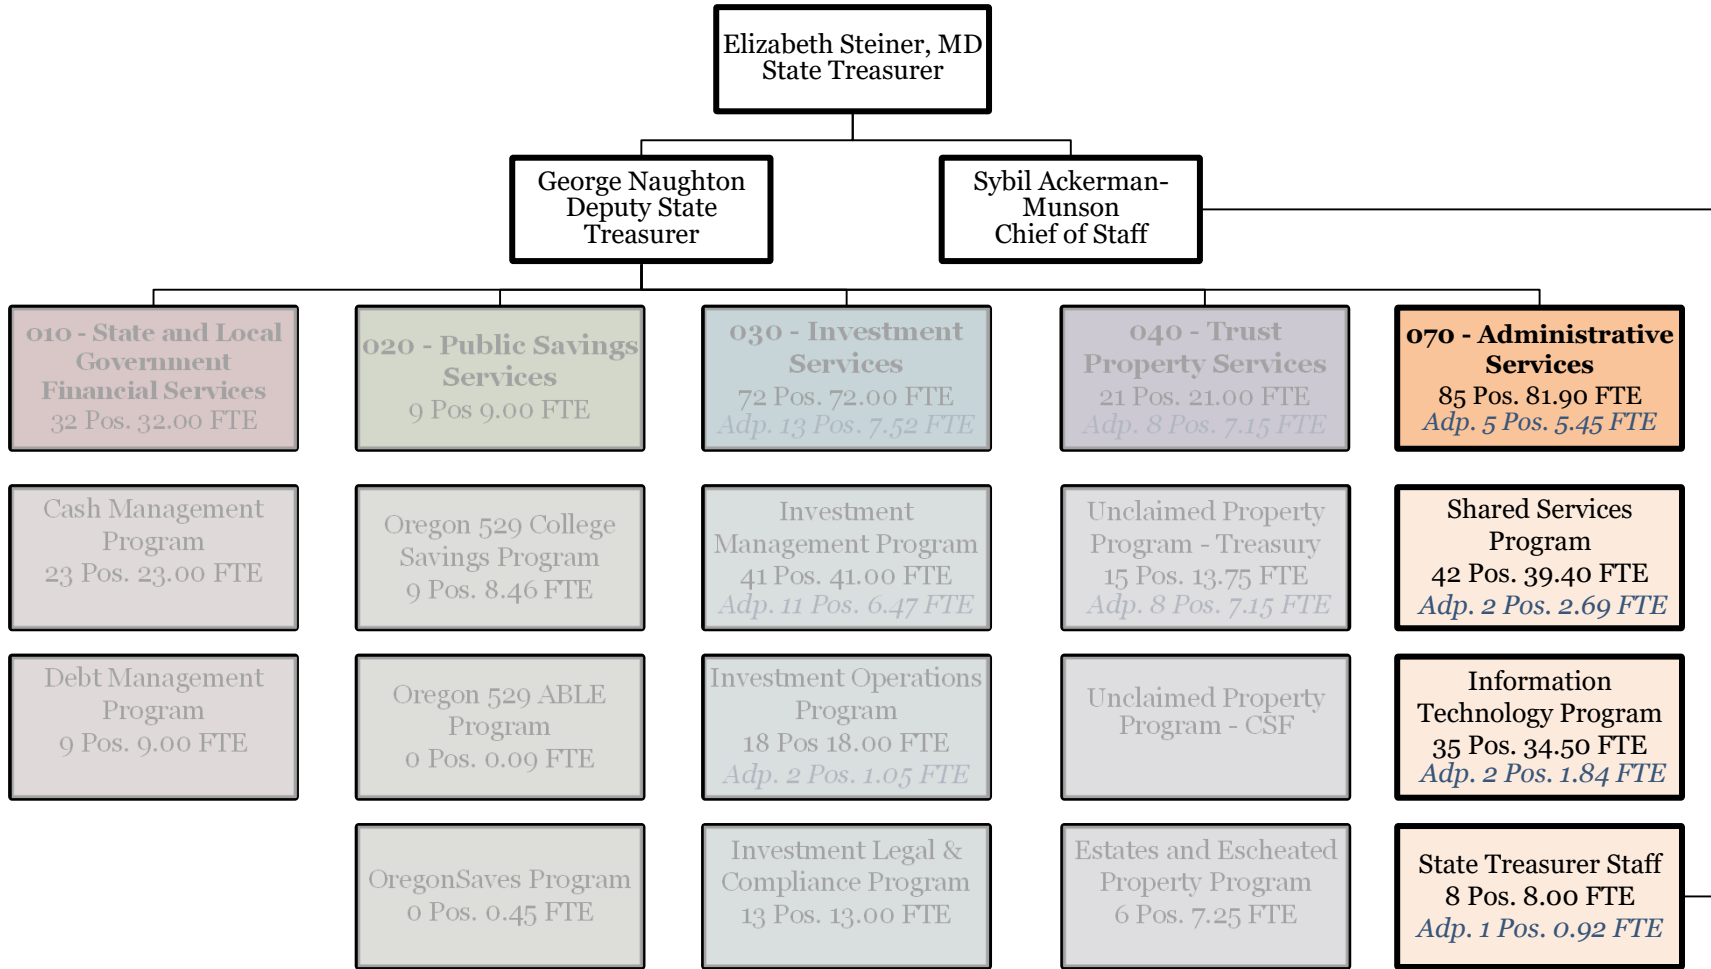 Elizabeth Steiner, MD
State Treasurer
George Naughton
Deputy State
Treasurer
Sybil Ackerman-
Munson
Chief of Staff
010 - State and Local
Government
Financial Services
32 Pos. 32.00 FTE
020 - Public Savings
Services
9 Pos 9.00 FTE
030 - Investment
Services
72 Pos. 72.00 FTE
Adp. 13 Pos. 7.52 FTE
040 - Trust
Property Services
21 Pos. 21.00 FTE
Adp. 8 Pos. 7.15 FTE
070 - Administrative
Services
85 Pos. 81.90 FTE
Adp. 5 Pos. 5.45 FTE
Cash Management
Program
23 Pos. 23.00 FTE
Oregon 529 College
Savings Program
9 Pos. 8.46 FTE
Investment
Management Program
41 Pos. 41.00 FTE
Adp. 11 Pos. 6.47 FTE
Unclaimed Property
Program - Treasury
15 Pos. 13.75 FTE
Adp. 8 Pos. 7.15 FTE
Shared Services
Program
42 Pos. 39.40 FTE
Adp. 2 Pos. 2.69 FTE
Debt Management
Program
9 Pos. 9.00 FTE
Oregon 529 ABLE
Program
0 Pos. 0.09 FTE
Investment Operations
Program
18 Pos 18.00 FTE
Adp. 2 Pos. 1.05 FTE
Unclaimed Property
Program - CSF
Information
Technology Program
35 Pos. 34.50 FTE
Adp. 2 Pos. 1.84 FTE
OregonSaves Program
0 Pos. 0.45 FTE
Investment Legal &
Compliance Program
13 Pos. 13.00 FTE
Estates and Escheated
Property Program
6 Pos. 7.25 FTE
State Treasurer Staff
8 Pos. 8.00 FTE
Adp. 1 Pos. 0.92 FTE